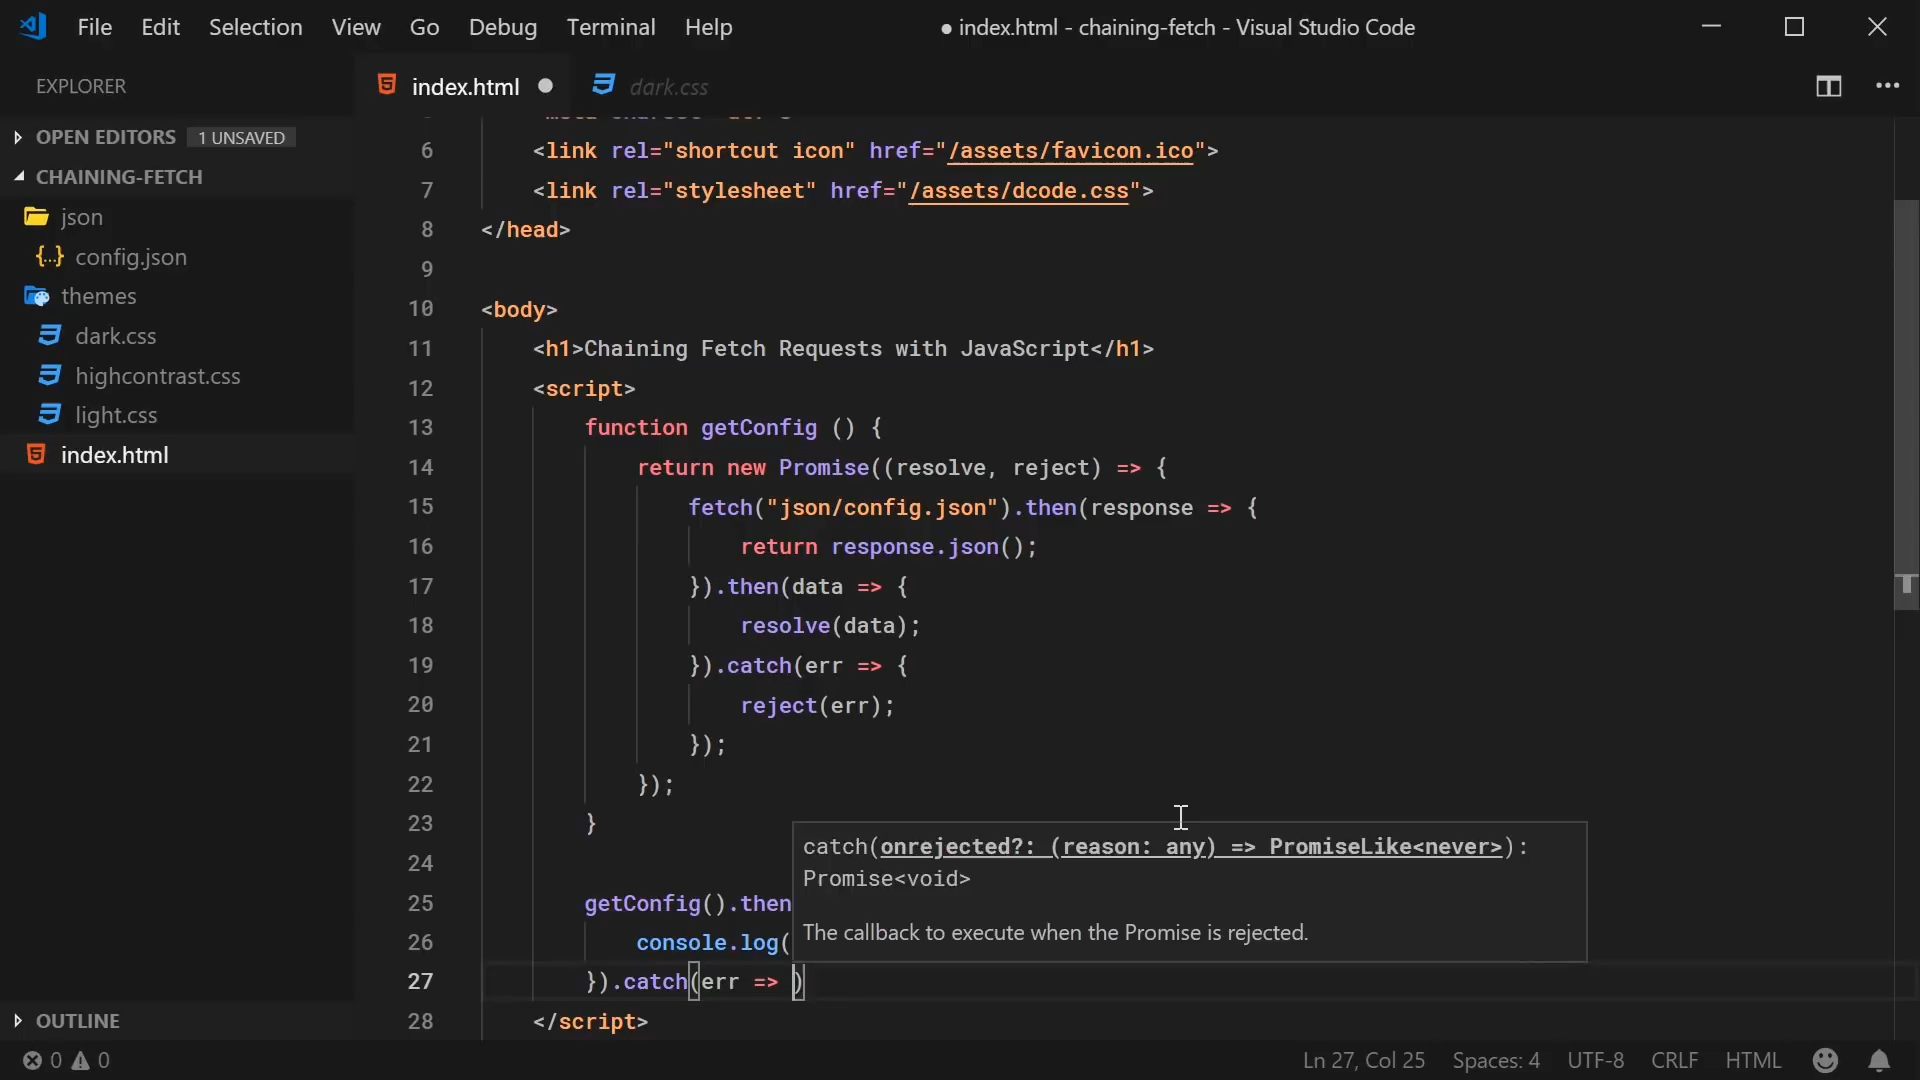 File Edit Selection View Go Debug Terminal Help
● index.html - chaining-fetch - Visual Studio Code
EXPLORER
OPEN EDITORS 1 UNSAVED
CHAINING-FETCH
json
config.json
themes
dark.css
highcontrast.css
light.css
index.html
OUTLINE
index.html ●
dark.css
6 <link rel="shortcut icon" href="/assets/favicon.ico">
7 <link rel="stylesheet" href="/assets/dcode.css">
8 </head>
9
10 <body>
11 <h1>Chaining Fetch Requests with JavaScript</h1>
12 <script>
13 function getConfig () {
14 return new Promise((resolve, reject) => {
15 fetch("json/config.json").then(response => {
16 return response.json();
17 }).then(data => {
18 resolve(data);
19 }).catch(err => {
20 reject(err);
21 });
22 });
23 }
24
25 getConfig().then
26 console.log(
27 }).catch(err => )
28 </script>
catch(onrejected?: (reason: any) => PromiseLike<never>):
Promise<void>
The callback to execute when the Promise is rejected.
0 0
Ln 27, Col 25 Spaces: 4 UTF-8 CRLF HTML